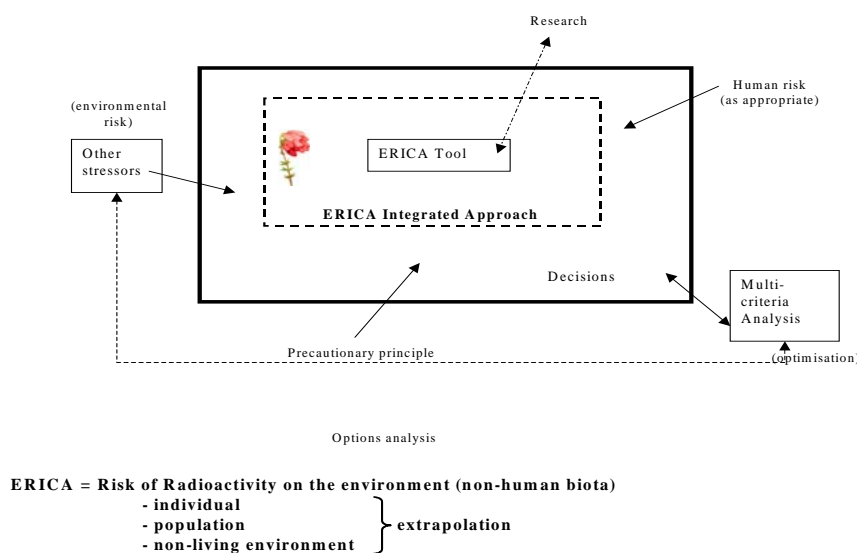 Research
Human risk
(as appropriate)
(environmental
risk)
Other
stressors
ERICA Tool
ERICA Integrated Approach
Decisions
Multi-
criteria
Analysis
(optimisation)
Precautionary principle
Options analysis
ERICA = Risk of Radioactivity on the environment (non-human biota)
- individual
- population
- non-living environment
extrapolation